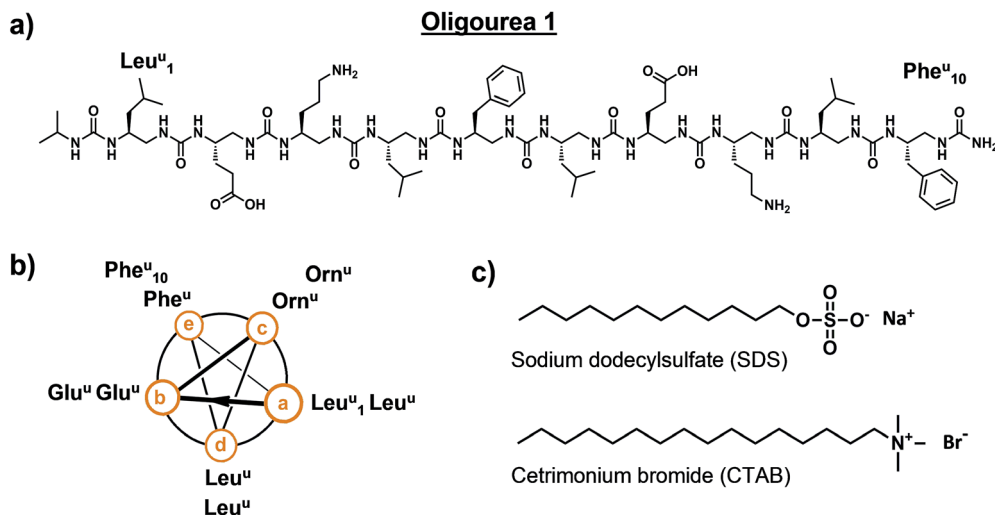 a)
Oligourea 1
Leuᵘ₁
NH₂
OH
O
Pheᵘ₁₀
O
O
O
O
O
H
N
N
H
NH₂
O
OH
NH₂
b)
Pheᵘ₁₀
Ornᵘ
Pheᵘ
Ornᵘ
e
c
Gluᵘ Gluᵘ
b
a
Leuᵘ₁ Leuᵘ
d
Leuᵘ
Leuᵘ
c)
O
O S O⁻ Na⁺
O
Sodium dodecylsulfate (SDS)
N⁺ Br⁻
Cetrimonium bromide (CTAB)